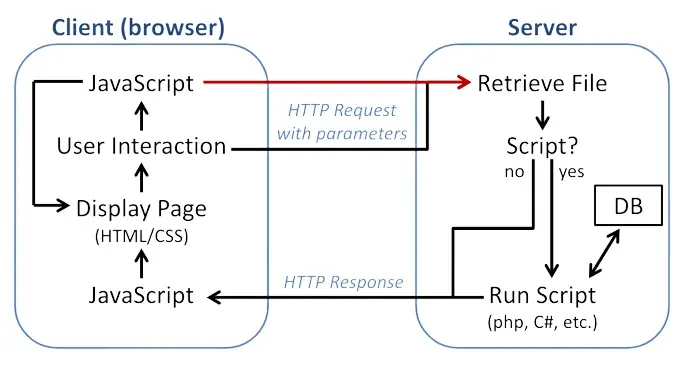 Client (browser)
Server
JavaScript
Retrieve File
HTTP Request
with parameters
User Interaction
Script?
no
yes
Display Page
(HTML/CSS)
DB
HTTP Response
JavaScript
Run Script
(php, C#, etc.)